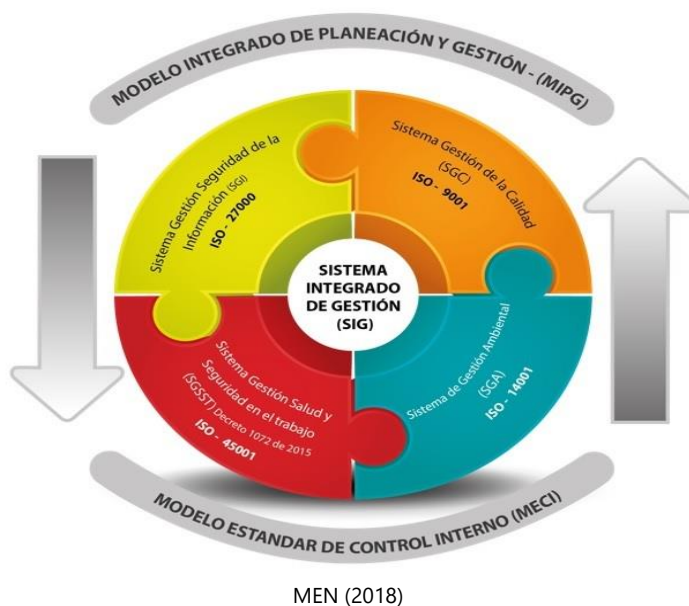 MODELO INTEGRADO DE PLANEACIÓN Y GESTIÓN - (MIPG)
Sistema Gestión Seguridad de la
Información (SGI)
ISO - 27000
Sistema Gestión de la Calidad
(SGC)
ISO - 9001
SISTEMA
INTEGRADO
DE GESTIÓN
(SIG)
Sistema Gestión Salud y
Seguridad en el trabajo
(SGSST) Decreto 1072 de 2015
ISO - 45001
Sistema de Gestión Ambiental
(SGA)
ISO - 14001
MODELO ESTANDAR DE CONTROL INTERNO (MECI)
MEN (2018)